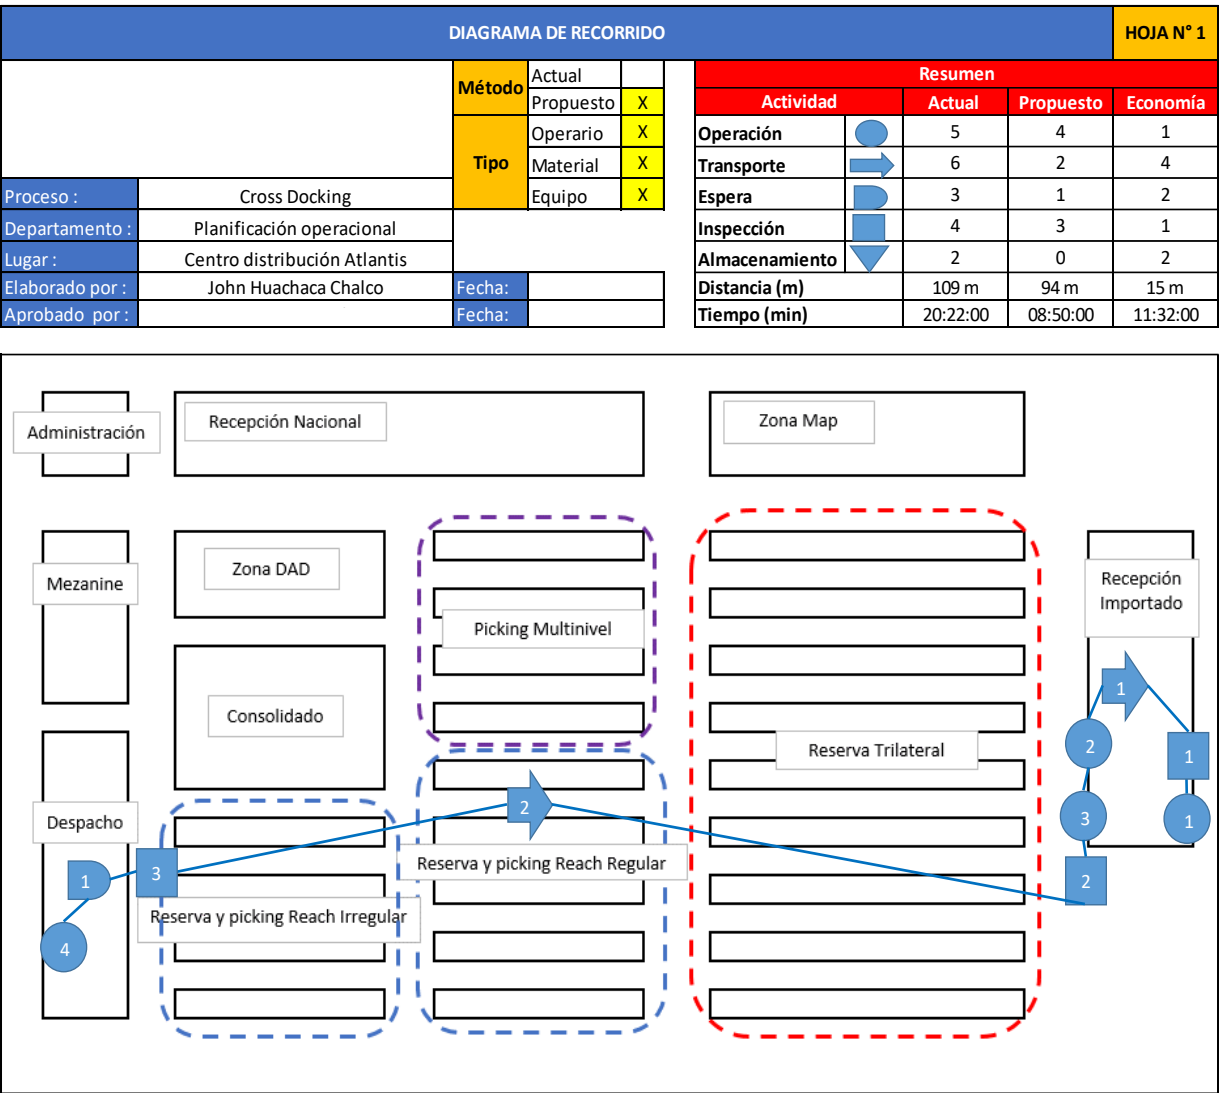 DIAGRAMA DE RECORRIDO HOJA N° 1
Método Actual
Propuesto X
Tipo Operario X
Material X
Equipo X
Proceso : Cross Docking
Departamento : Planificación operacional
Lugar : Centro distribución Atlantis
Elaborado por : John Huachaca Chalco Fecha:
Aprobado por : Fecha:
Resumen
Actividad Actual Propuesto Economía
Operación 5 4 1
Transporte 6 2 4
Espera 3 1 2
Inspección 4 3 1
Almacenamiento 2 0 2
Distancia (m) 109 m 94 m 15 m
Tiempo (min) 20:22:00 08:50:00 11:32:00
Administración
Recepción Nacional
Zona Map
Mezanine
Zona DAD
Picking Multinivel
Recepción
Importado
Consolidado
Reserva Trilateral
Despacho
Reserva y picking Reach Regular
Reserva y picking Reach Irregular
1
2
1
3
1
2
2
3
1
4